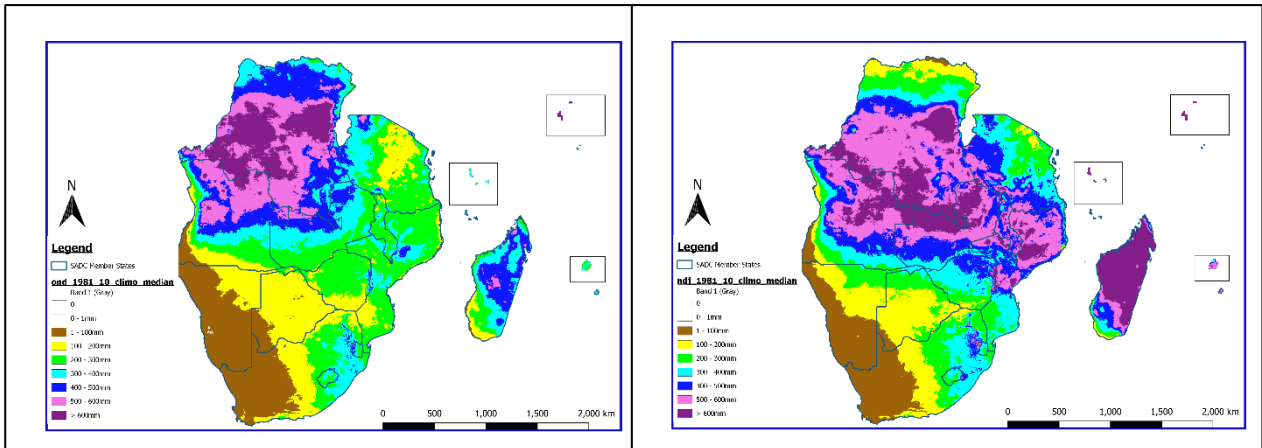 N
Legend
SADC Member States
ond_1981_10_climo_median
Band 1 (Gray)
0
0 - 1mm
1 - 100mm
100 - 200mm
200 - 300mm
300 - 400mm
400 - 500mm
500 - 600mm
> 600mm
0 500 1,000 1,500 2,000 km
N
Legend
SADC Member States
ndj_1981_10_climo_median
Band 1 (Gray)
0
0 - 1mm
1 - 100mm
100 - 200mm
200 - 300mm
300 - 400mm
400 - 500mm
500 - 600mm
> 600mm
0 500 1,000 1,500 2,000 km